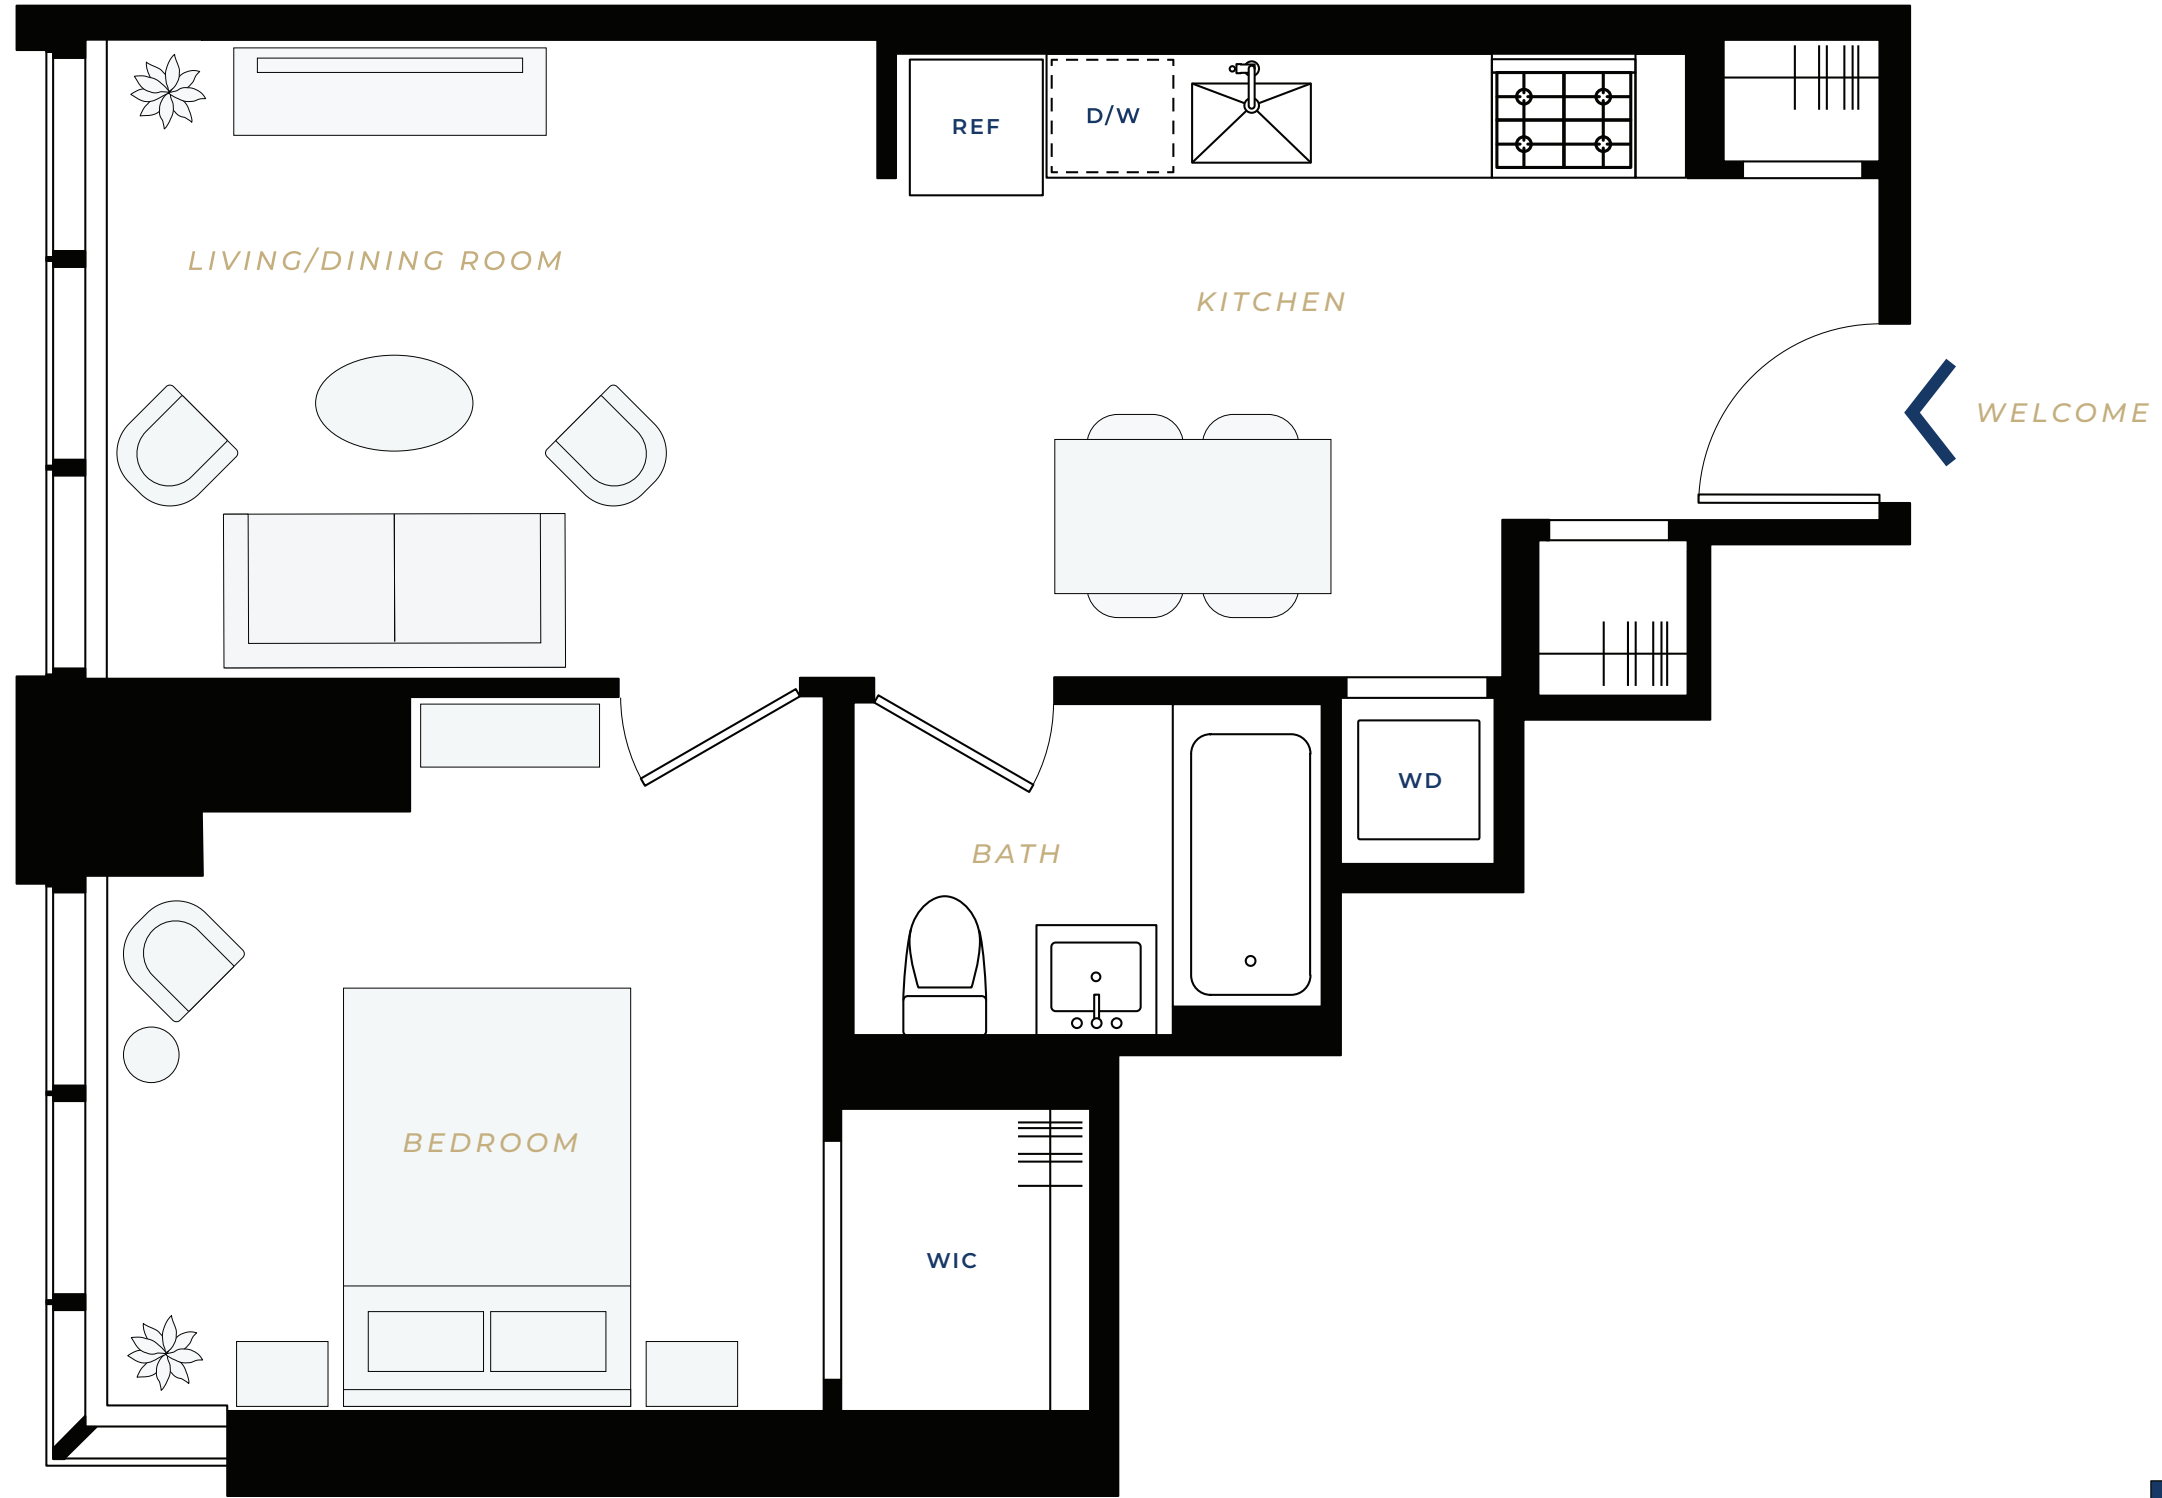 REF
D/W
LIVING/DINING ROOM
KITCHEN
WELCOME
WD
BATH
BEDROOM
WIC